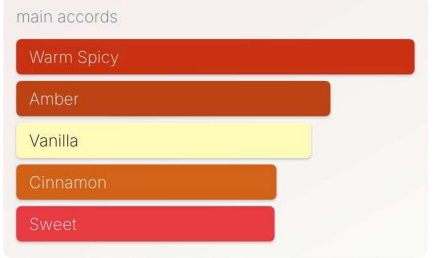 main accords
Warm Spicy
Amber
Vanilla
Cinnamon
Sweet